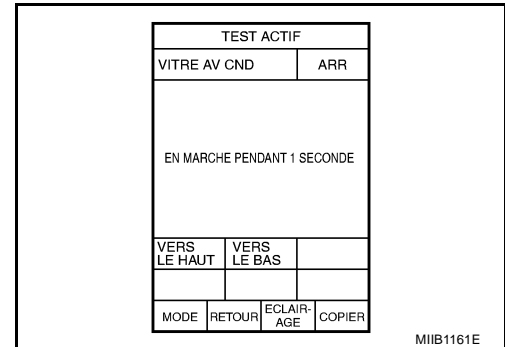 TEST ACTIF
VITRE AV CND ARR
EN MARCHE PENDANT 1 SECONDE
VERS LE HAUT
VERS LE BAS
MODE RETOUR ECLAIR-AGE COPIER
MIIB1161E